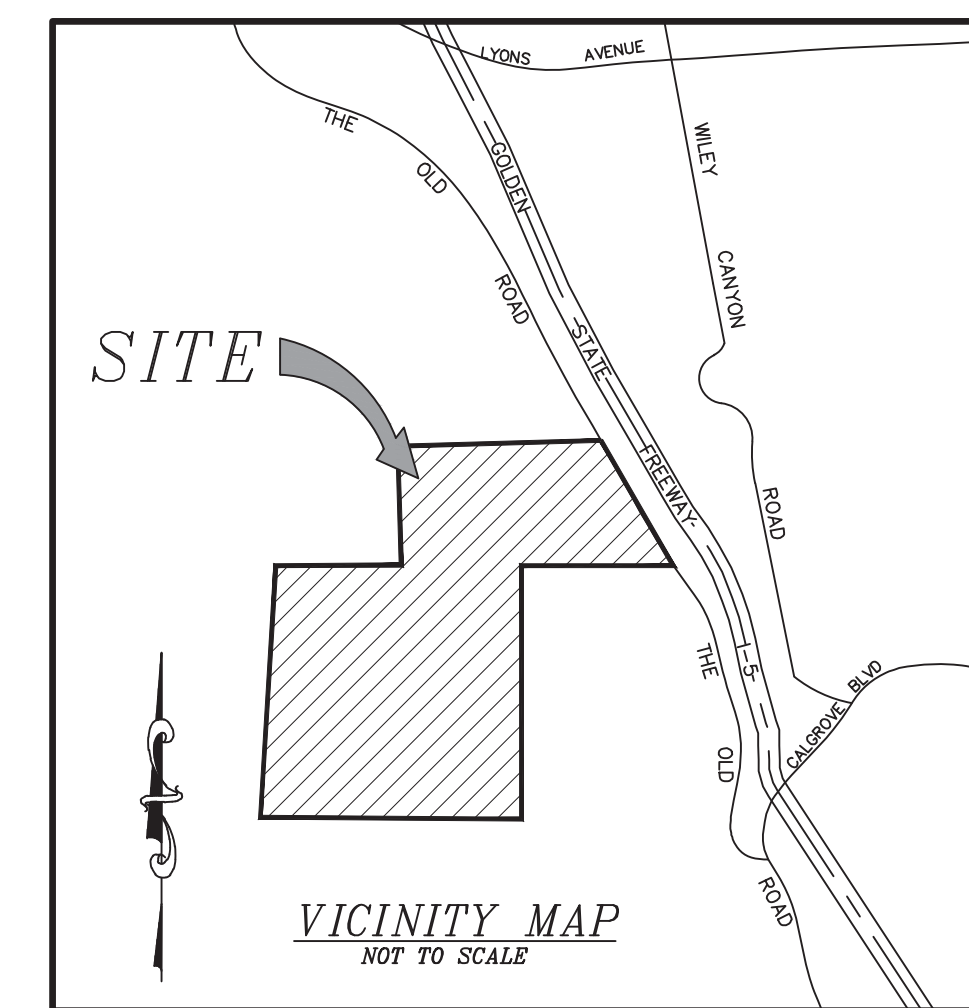 LYONS AVENUE
THE OLD ROAD
GOLDEN STATE FREEWAY
WILEY CANYON ROAD
SITE
I-5
THE OLD ROAD
CALGROVE BLVD
VICINITY MAP
NOT TO SCALE